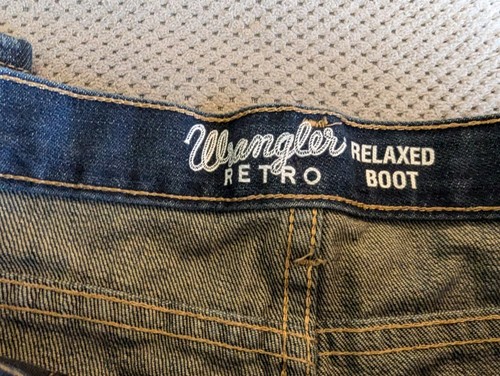 Wrangler
RETRO
RELAXED
BOOT